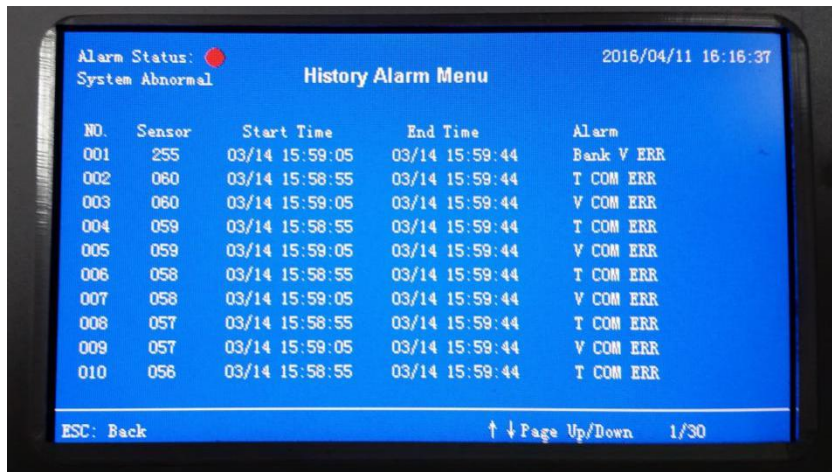 Alarm Status:
2016/04/11 16:16:37
System Abnormal
History Alarm Menu
NO. Sensor Start Time End Time Alarm
001 255 03/14 15:59:05 03/14 15:59:44 Bank V ERR
002 060 03/14 15:58:55 03/14 15:59:44 T COM ERR
003 060 03/14 15:59:05 03/14 15:59:44 V COM ERR
004 059 03/14 15:58:55 03/14 15:59:44 T COM ERR
005 059 03/14 15:59:05 03/14 15:59:44 V COM ERR
006 058 03/14 15:58:55 03/14 15:59:44 T COM ERR
007 058 03/14 15:59:05 03/14 15:59:44 V COM ERR
008 057 03/14 15:58:55 03/14 15:59:44 T COM ERR
009 057 03/14 15:59:05 03/14 15:59:44 V COM ERR
010 056 03/14 15:58:55 03/14 15:59:44 T COM ERR
ESC: Back ↑↓Page Up/Down 1/30